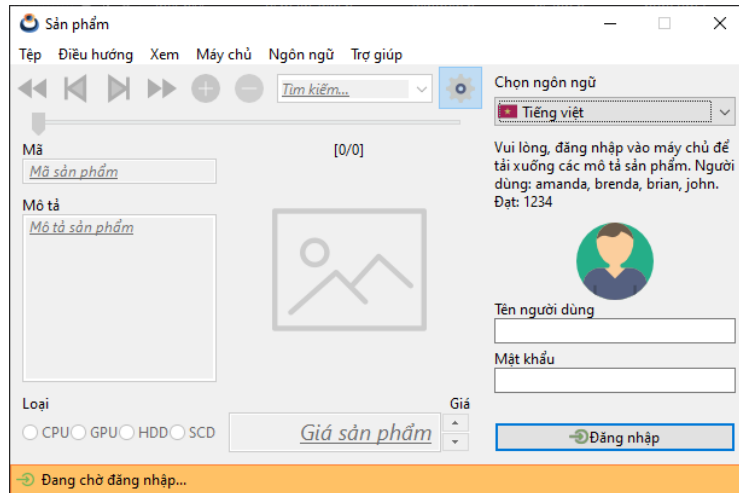 Sản phẩm
Tệp Điều hướng Xem Máy chủ Ngôn ngữ Trợ giúp
Tìm kiếm...
Mã
[0/0]
Mã sản phẩm
Mô tả
Mô tả sản phẩm
Loại
CPU GPU HDD SCD
Giá
Giá sản phẩm
Chọn ngôn ngữ
Tiếng việt
Vui lòng, đăng nhập vào máy chủ để
tải xuống các mô tả sản phẩm. Người
dùng: amanda, brenda, brian, john.
Đạt: 1234
Tên người dùng
Mật khẩu
Đăng nhập
Đang chờ đăng nhập...